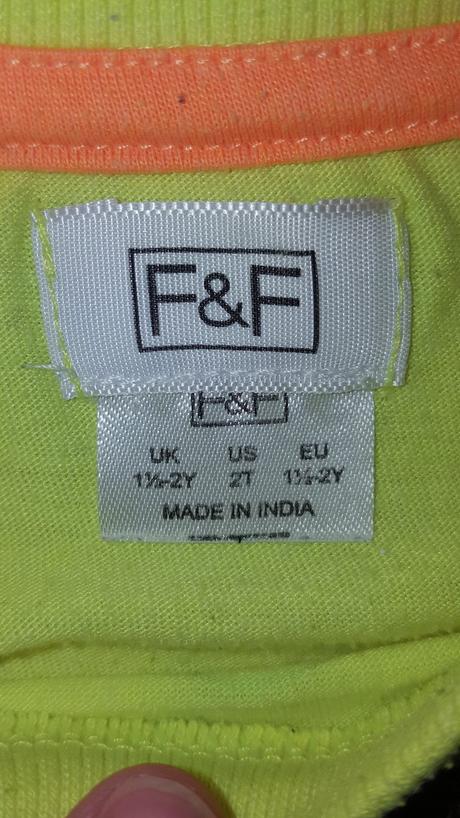 F&F
F&F
UK US EU
1½-2Y 2T 1½-2Y
MADE IN INDIA